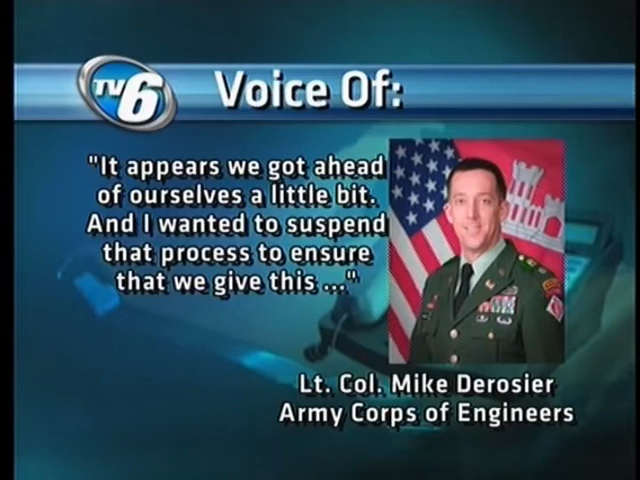 TV6
Voice Of:
"It appears we got ahead
of ourselves a little bit.
And I wanted to suspend
that process to ensure
that we give this ..."
Lt. Col. Mike Derosier
Army Corps of Engineers